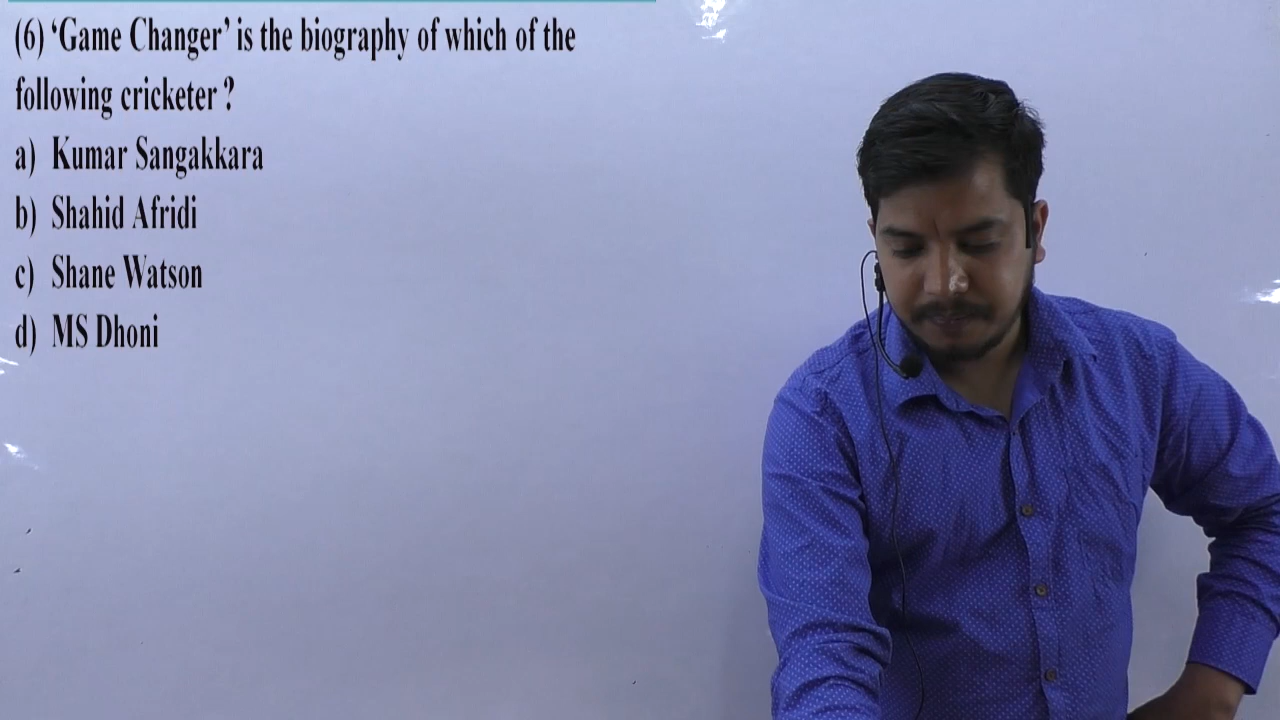 (6) ‘Game Changer’ is the biography of which of the
following cricketer ?
a) Kumar Sangakkara
b) Shahid Afridi
c) Shane Watson
d) MS Dhoni